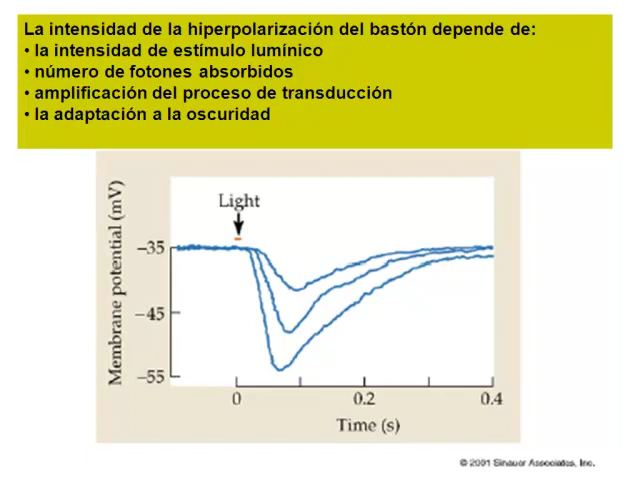 La intensidad de la hiperpolarización del bastón depende de:
• la intensidad de estímulo lumínico
• número de fotones absorbidos
• amplificación del proceso de transducción
• la adaptación a la oscuridad
Light
Membrane potential (mV)
−35
−45
−55
0
0.2
0.4
Time (s)
© 2001 Sinauer Associates, Inc.